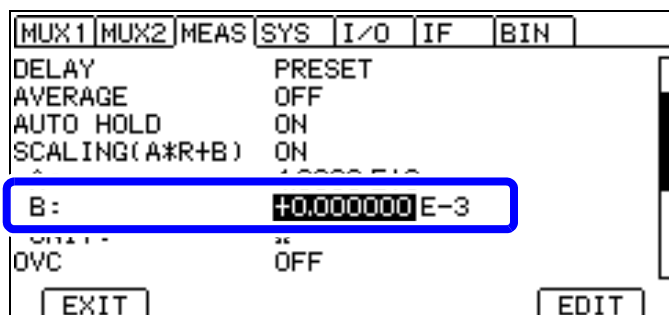 MUX1 MUX2 MEAS SYS I/O IF BIN
DELAY PRESET
AVERAGE OFF
AUTO HOLD ON
SCALING(A*R+B) ON
B: +0.000000 E-3
OVC OFF
EXIT EDIT